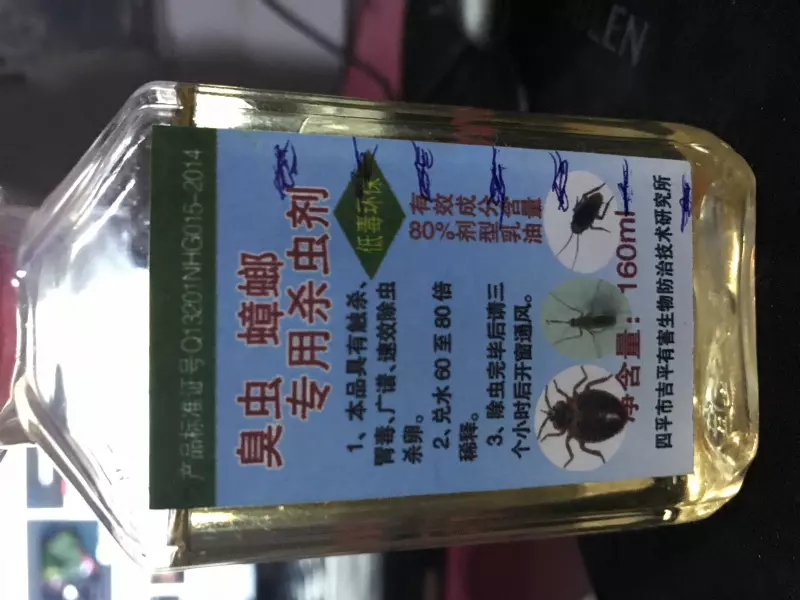 产品标准证号Q13201NHG015-2014
臭虫 蟑螂
专用杀虫剂
低毒环保
有效成分含量
80%剂型乳油
1、本品具有触杀、
胃毒、广谱、速效除虫
杀卵。
2、兑水 60 至 80 倍
稀释。
3、除虫完毕后请三
个小时后开窗通风。
净含量：160ml
四平市吉平有害生物防治技术研究所
LEN